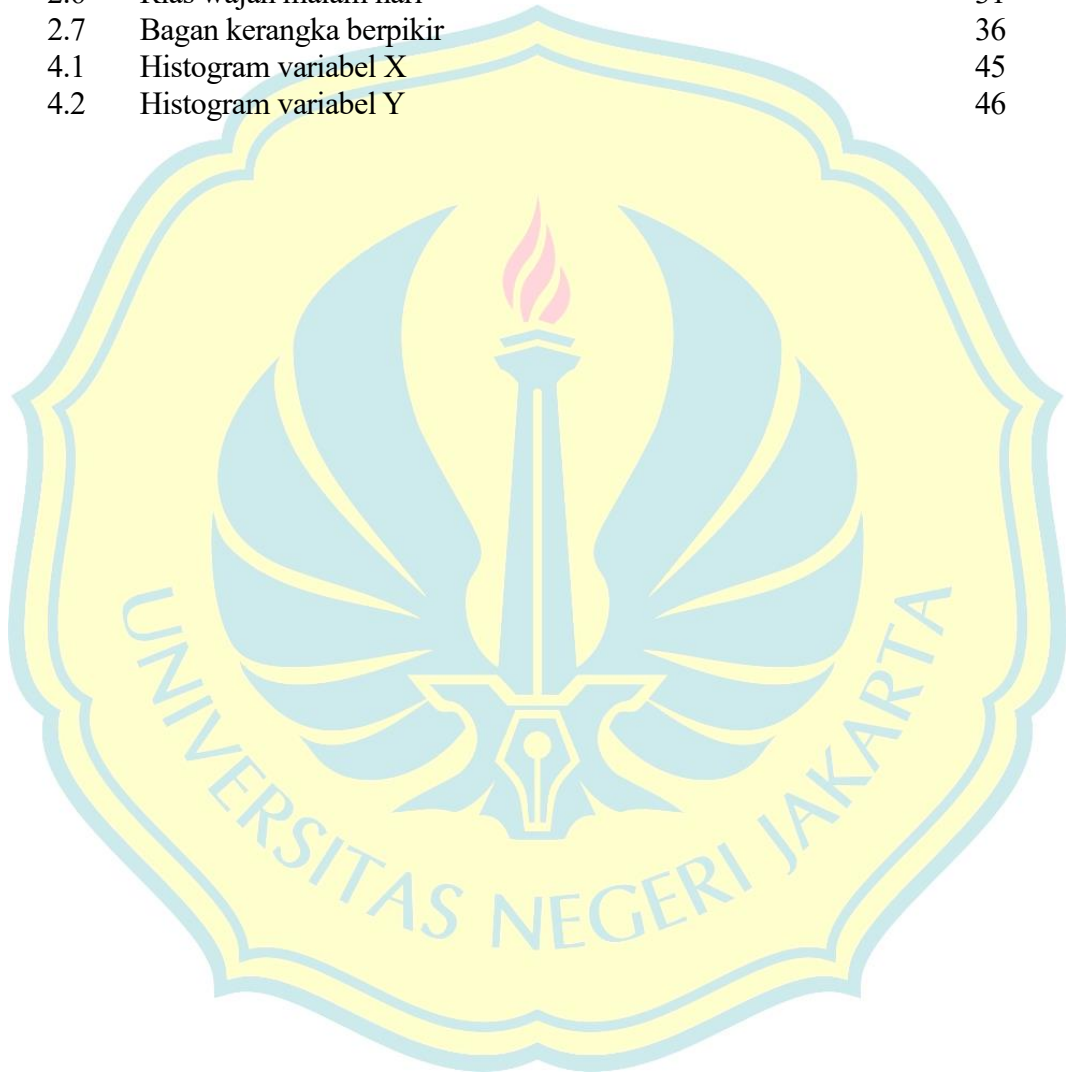 2.7 Bagan kerangka berpikir 36
4.1 Histogram variabel X 45
4.2 Histogram variabel Y 46
UNIVERSITAS NEGERI JAKARTA